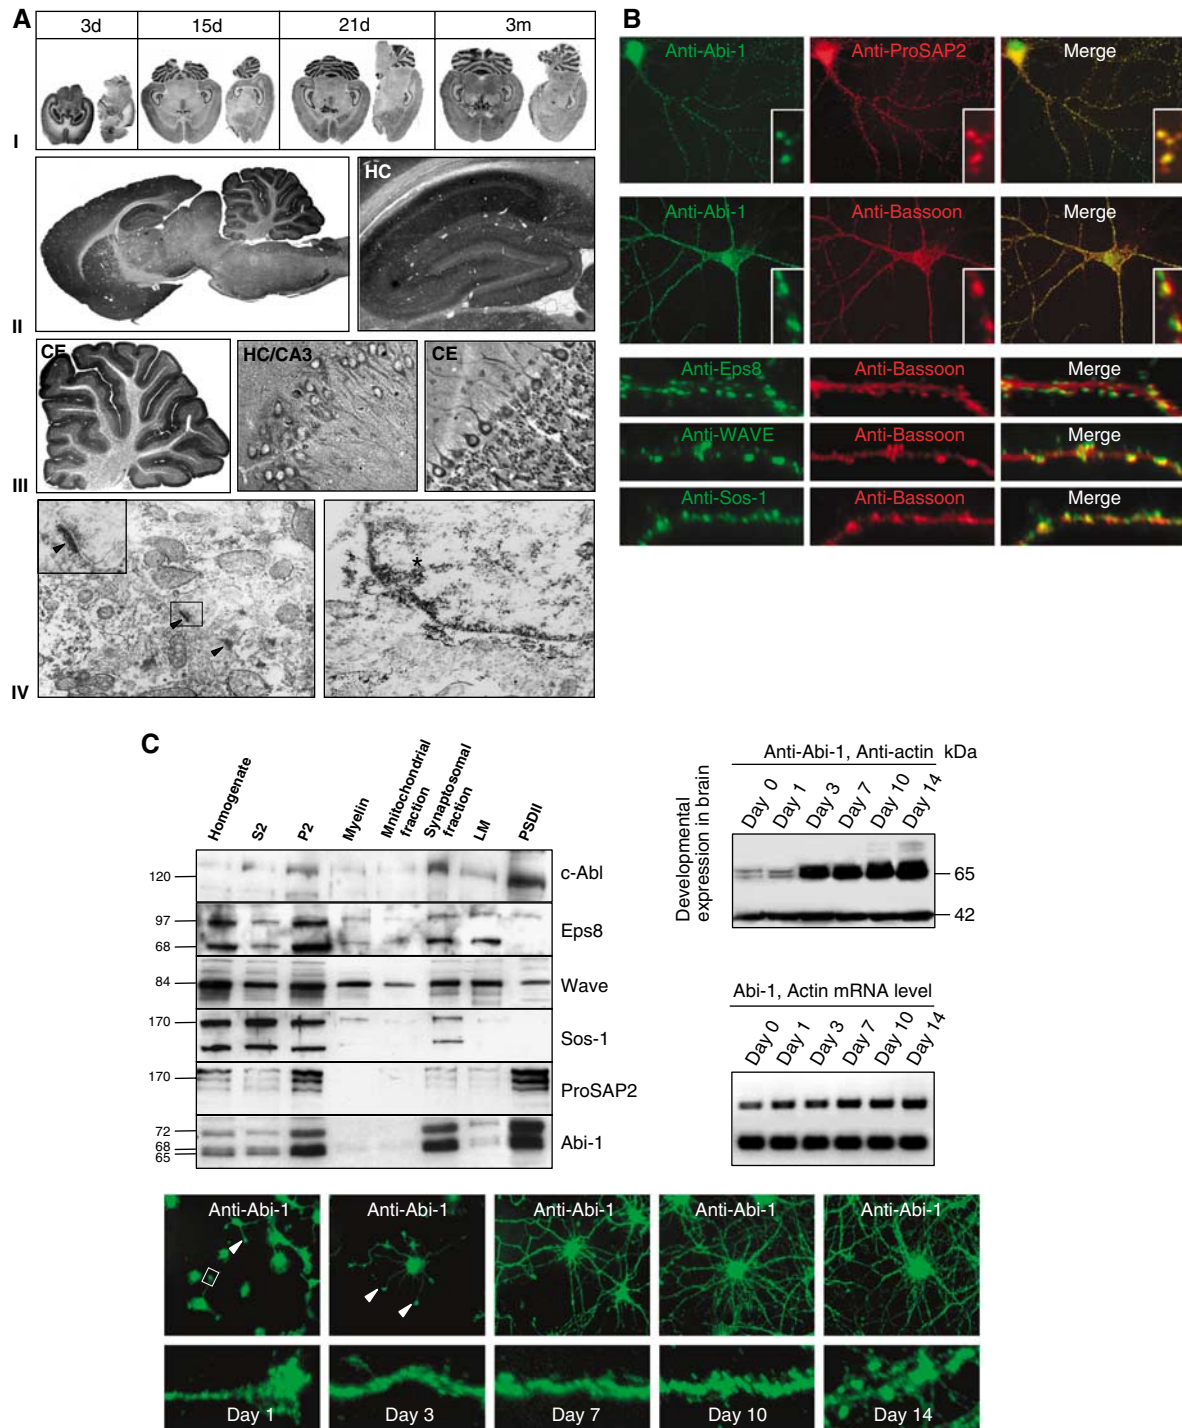 A
3d 15d 21d 3m
I
II
HC
III
CE
HC/CA3
CE
IV
*
B
Anti-Abi-1 Anti-ProSAP2 Merge
Anti-Abi-1 Anti-Bassoon Merge
Anti-Eps8 Anti-Bassoon Merge
Anti-WAVE Anti-Bassoon Merge
Anti-Sos-1 Anti-Bassoon Merge
C
Homogenate
S2
P2
Myelin
Mnitochondrial
fraction
Synaptosomal
fraction
LM
PSDII
120 c-Abl
97
68
Eps8
84 Wave
170 Sos-1
170 ProSAP2
72
68
65
Abi-1
Developmental
expression in brain
Anti-Abi-1, Anti-actin kDa
Day 0 Day 1 Day 3 Day 7 Day 10 Day 14
65
42
Abi-1, Actin mRNA level
Day 0 Day 1 Day 3 Day 7 Day 10 Day 14
Anti-Abi-1 Anti-Abi-1 Anti-Abi-1 Anti-Abi-1 Anti-Abi-1
Day 1 Day 3 Day 7 Day 10 Day 14